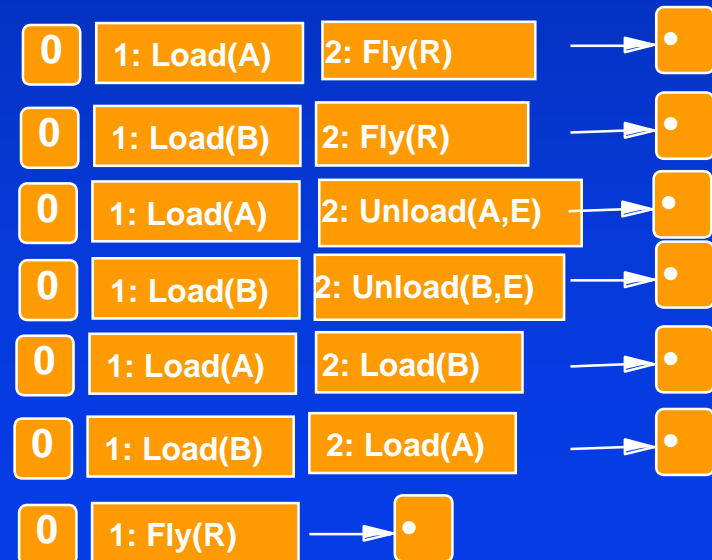 0 1: Load(A) 2: Fly(R)
0 1: Load(B) 2: Fly(R)
0 1: Load(A) 2: Unload(A,E)
0 1: Load(B) 2: Unload(B,E)
0 1: Load(A) 2: Load(B)
0 1: Load(B) 2: Load(A)
0 1: Fly(R)